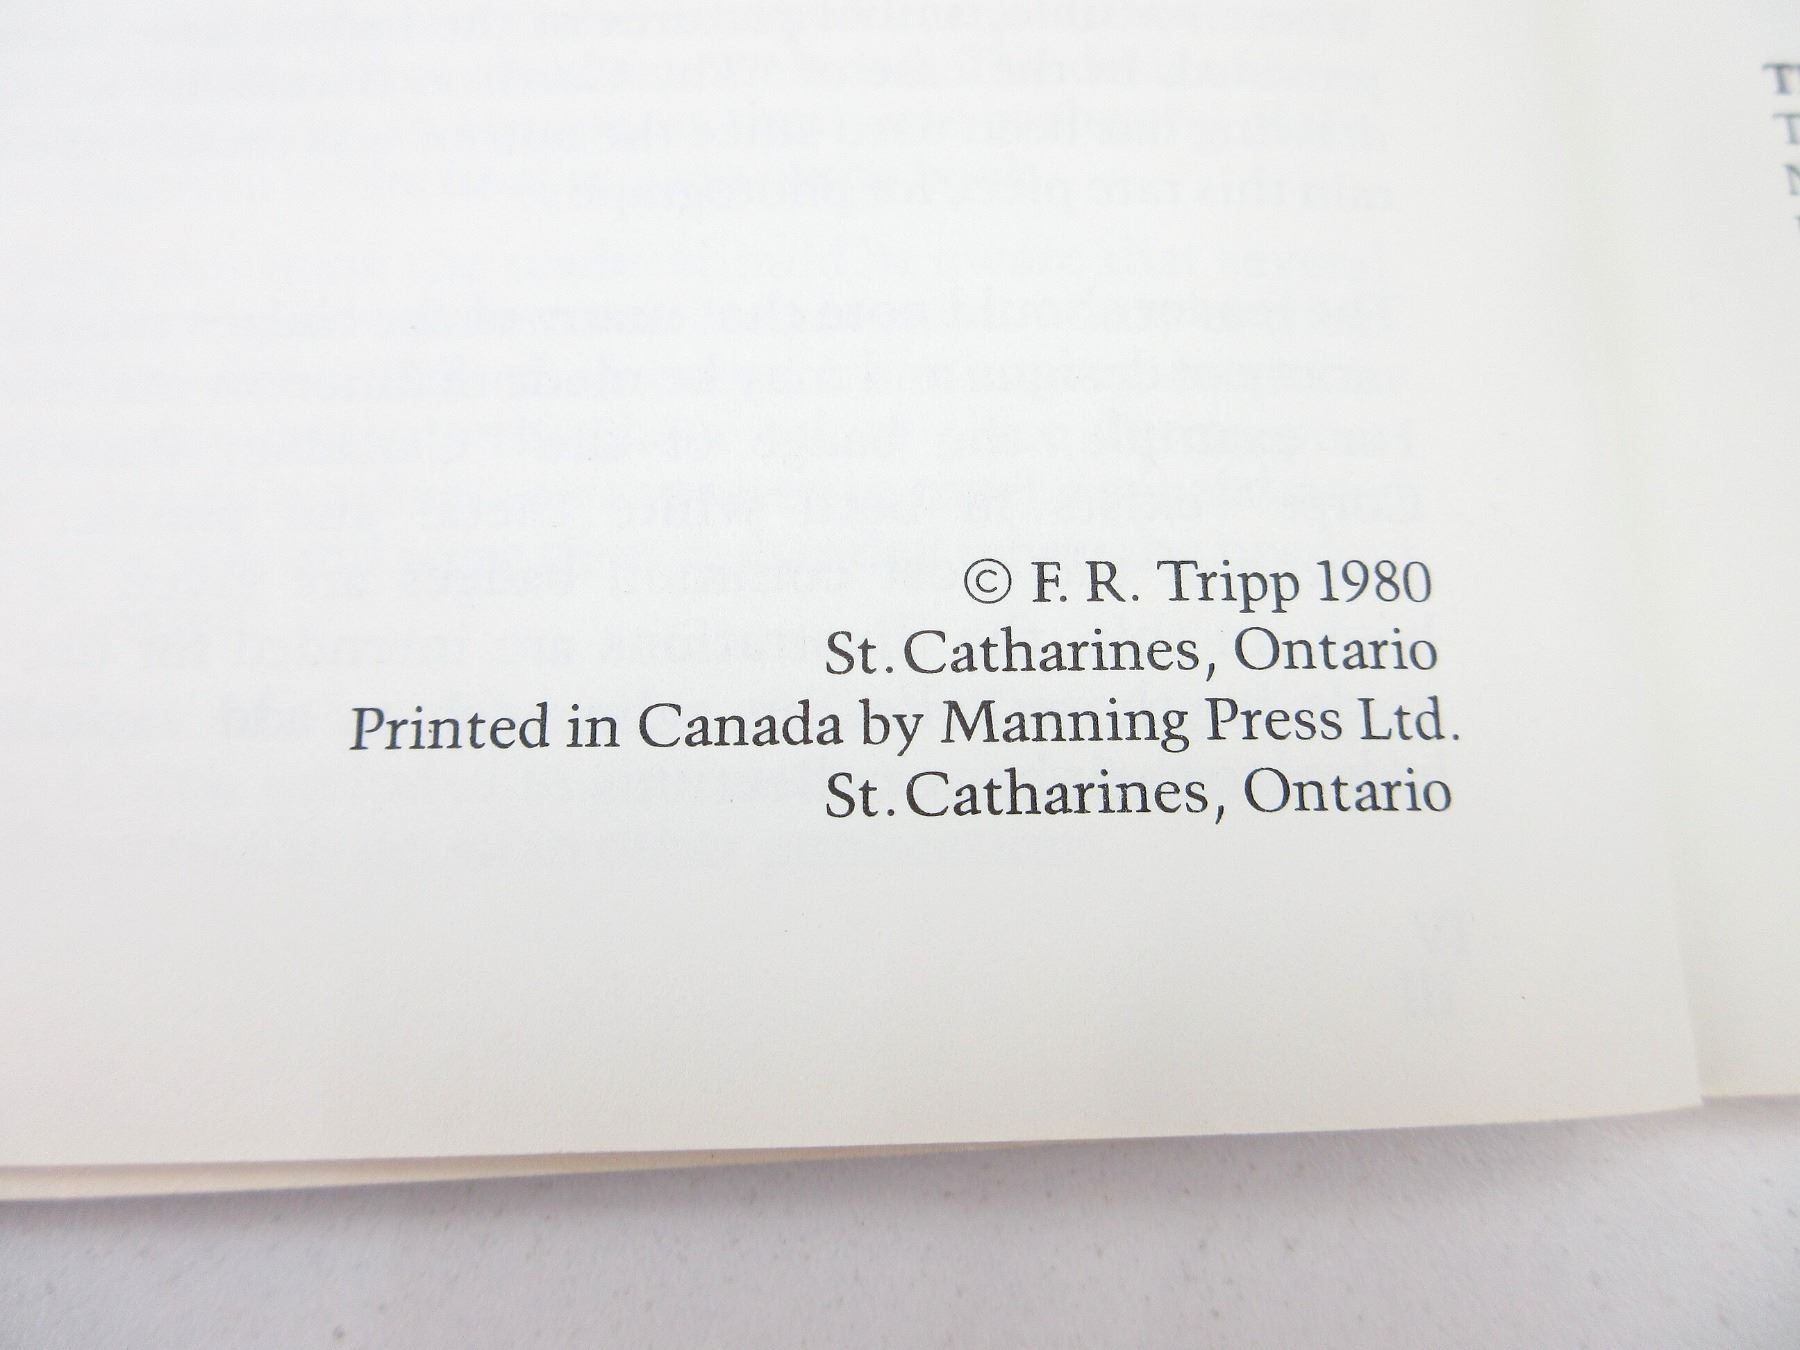 © F. R. Tripp 1980
St. Catharines, Ontario
Printed in Canada by Manning Press Ltd.
St. Catharines, Ontario